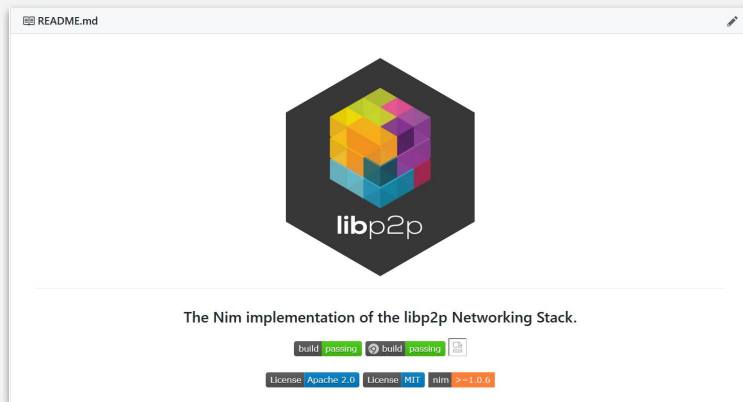 README.md
libp2p
The Nim implementation of the libp2p Networking Stack.
build passing build passing
License Apache 2.0 License MIT nim >=1.0.6